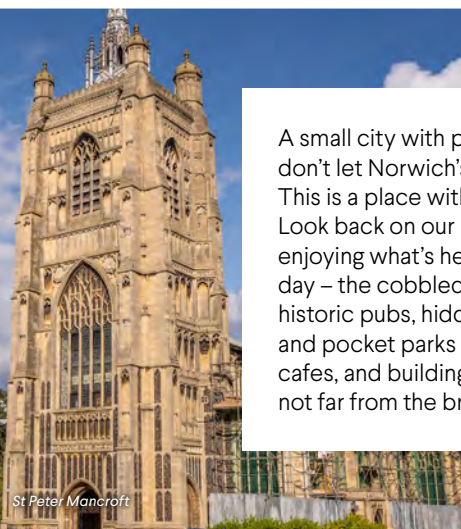 A small city with
don't let Norwich's
This is a place
Look back on our
enjoying what's
day – the cobbled
historic pubs,
and pocket parks
cafes, and
not far from the
St Peter Mancroft